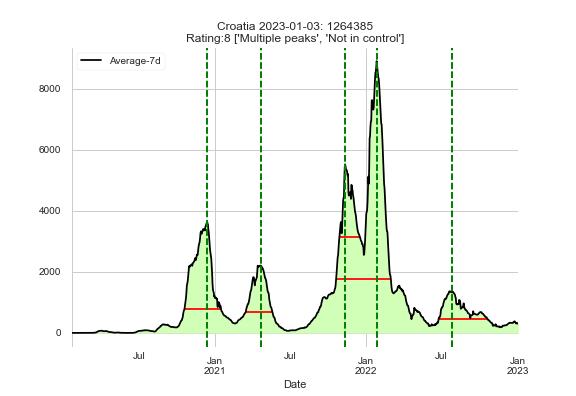 Croatia 2023-01-03: 1264385
Rating:8 ['Multiple peaks', 'Not in control']
Average-7d
8000
6000
4000
2000
0
Jul
Jan
2021
Jul
Jan
2022
Jul
Jan
2023
Date